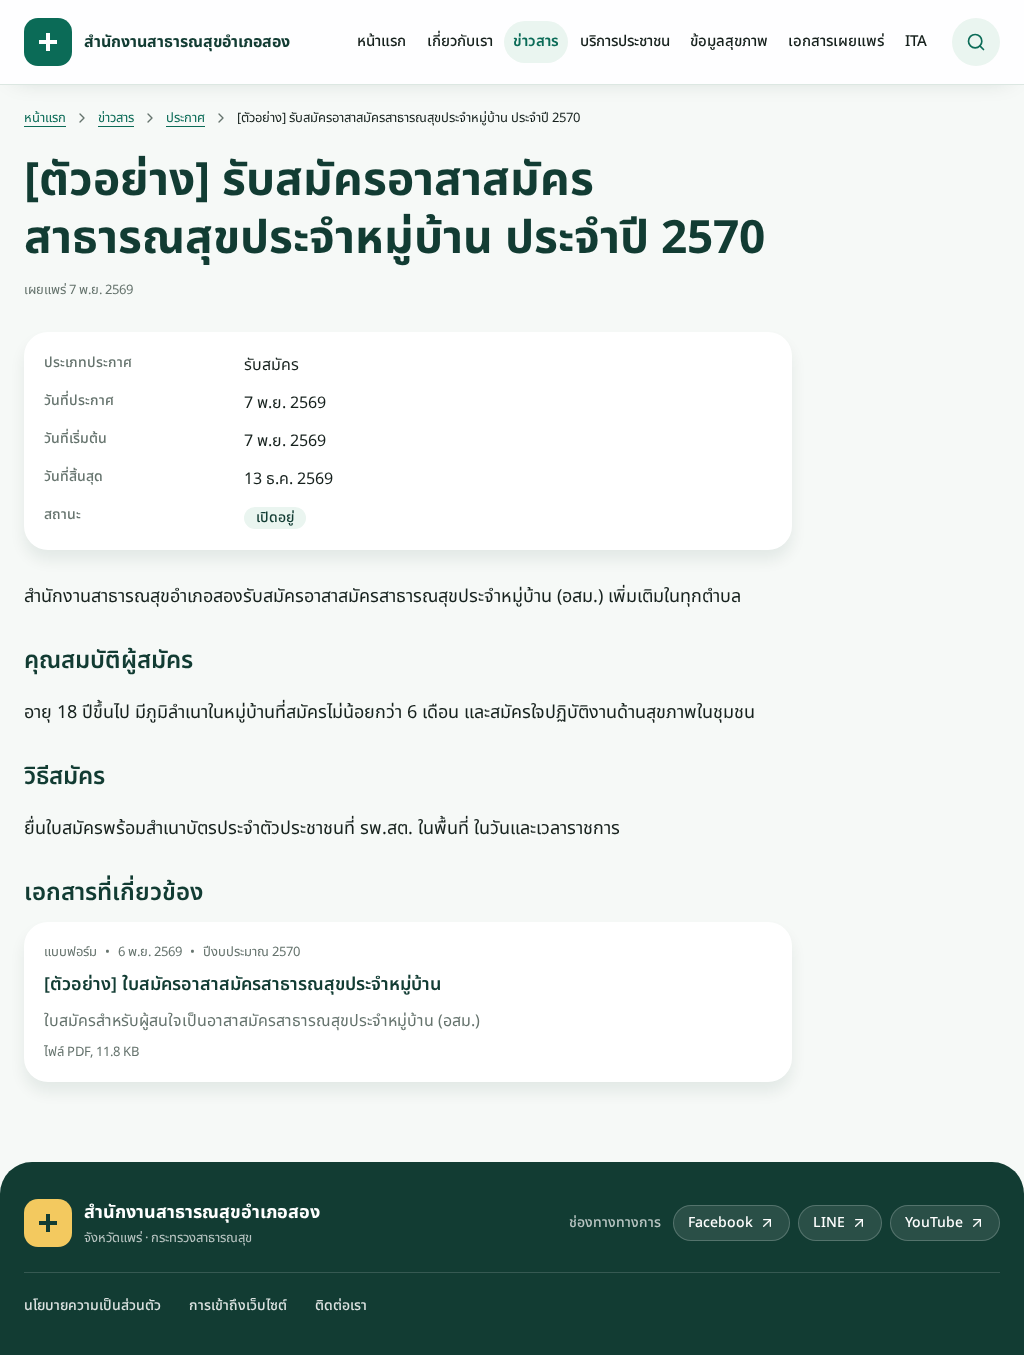 สำนักงานสาธารณสุขอำเภอสอง
หน้าแรก เกี่ยวกับเรา ข่าวสาร บริการประชาชน ข้อมูลสุขภาพ เอกสารเผยแพร่ ITA
หน้าแรก ข่าวสาร ประกาศ [ตัวอย่าง] รับสมัครอาสาสมัครสาธารณสุขประจำหมู่บ้าน ประจำปี 2570
[ตัวอย่าง] รับสมัครอาสาสมัคร
สาธารณสุขประจำหมู่บ้าน ประจำปี 2570
เผยแพร่ 7 พ.ย. 2569
ประเภทประกาศ รับสมัคร
วันที่ประกาศ 7 พ.ย. 2569
วันที่เริ่มต้น 7 พ.ย. 2569
วันที่สิ้นสุด 13 ธ.ค. 2569
สถานะ เปิดอยู่
สำนักงานสาธารณสุขอำเภอสองรับสมัครอาสาสมัครสาธารณสุขประจำหมู่บ้าน (อสม.) เพิ่มเติมในทุกตำบล
คุณสมบัติผู้สมัคร
อายุ 18 ปีขึ้นไป มีภูมิลำเนาในหมู่บ้านที่สมัครไม่น้อยกว่า 6 เดือน และสมัครใจปฏิบัติงานด้านสุขภาพในชุมชน
วิธีสมัคร
ยื่นใบสมัครพร้อมสำเนาบัตรประจำตัวประชาชนที่ รพ.สต. ในพื้นที่ ในวันและเวลาราชการ
เอกสารที่เกี่ยวข้อง
แบบฟอร์ม • 6 พ.ย. 2569 • ปีงบประมาณ 2570
[ตัวอย่าง] ใบสมัครอาสาสมัครสาธารณสุขประจำหมู่บ้าน
ใบสมัครสำหรับผู้สนใจเป็นอาสาสมัครสาธารณสุขประจำหมู่บ้าน (อสม.)
ไฟล์ PDF, 11.8 KB
สำนักงานสาธารณสุขอำเภอสอง
จังหวัดแพร่ · กระทรวงสาธารณสุข
ช่องทางทางการ Facebook LINE YouTube
นโยบายความเป็นส่วนตัว การเข้าถึงเว็บไซต์ ติดต่อเรา